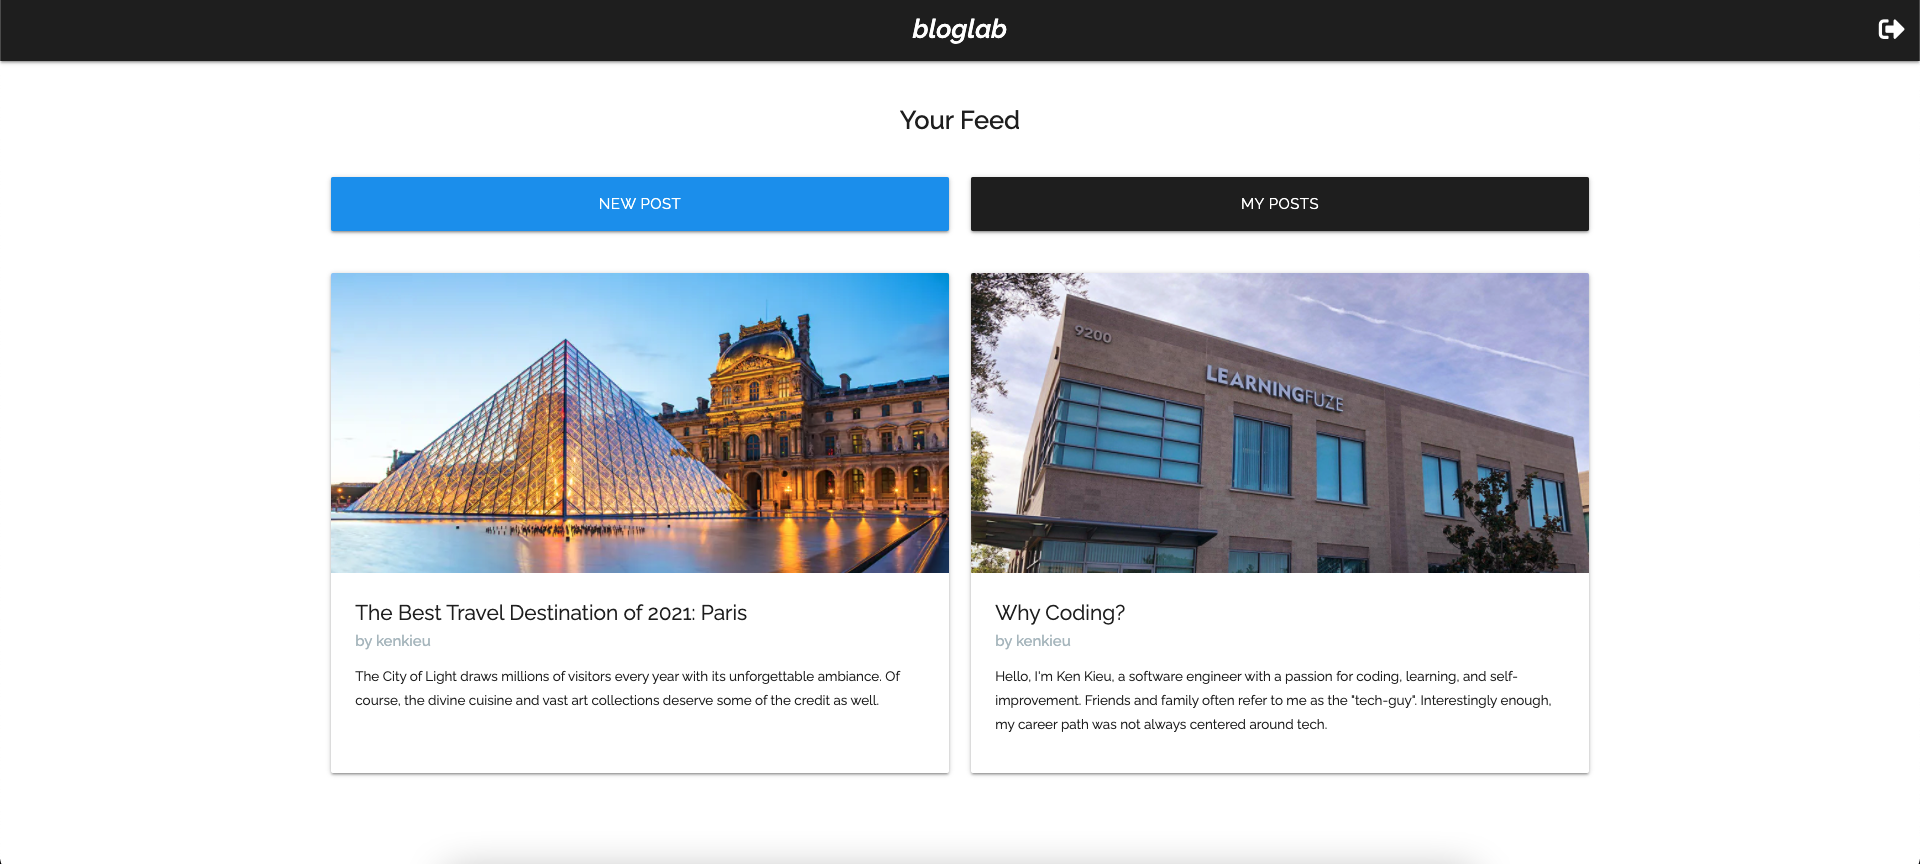 bloglab
Your Feed
NEW POST
MY POSTS
9200
LEARNINGFUZE
The Best Travel Destination of 2021: Paris
by kenkieu
The City of Light draws millions of visitors every year with its unforgettable ambiance. Of
course, the divine cuisine and vast art collections deserve some of the credit as well.
Why Coding?
by kenkieu
Hello, I'm Ken Kieu, a software engineer with a passion for coding, learning, and self-
improvement. Friends and family often refer to me as the "tech-guy". Interestingly enough,
my career path was not always centered around tech.